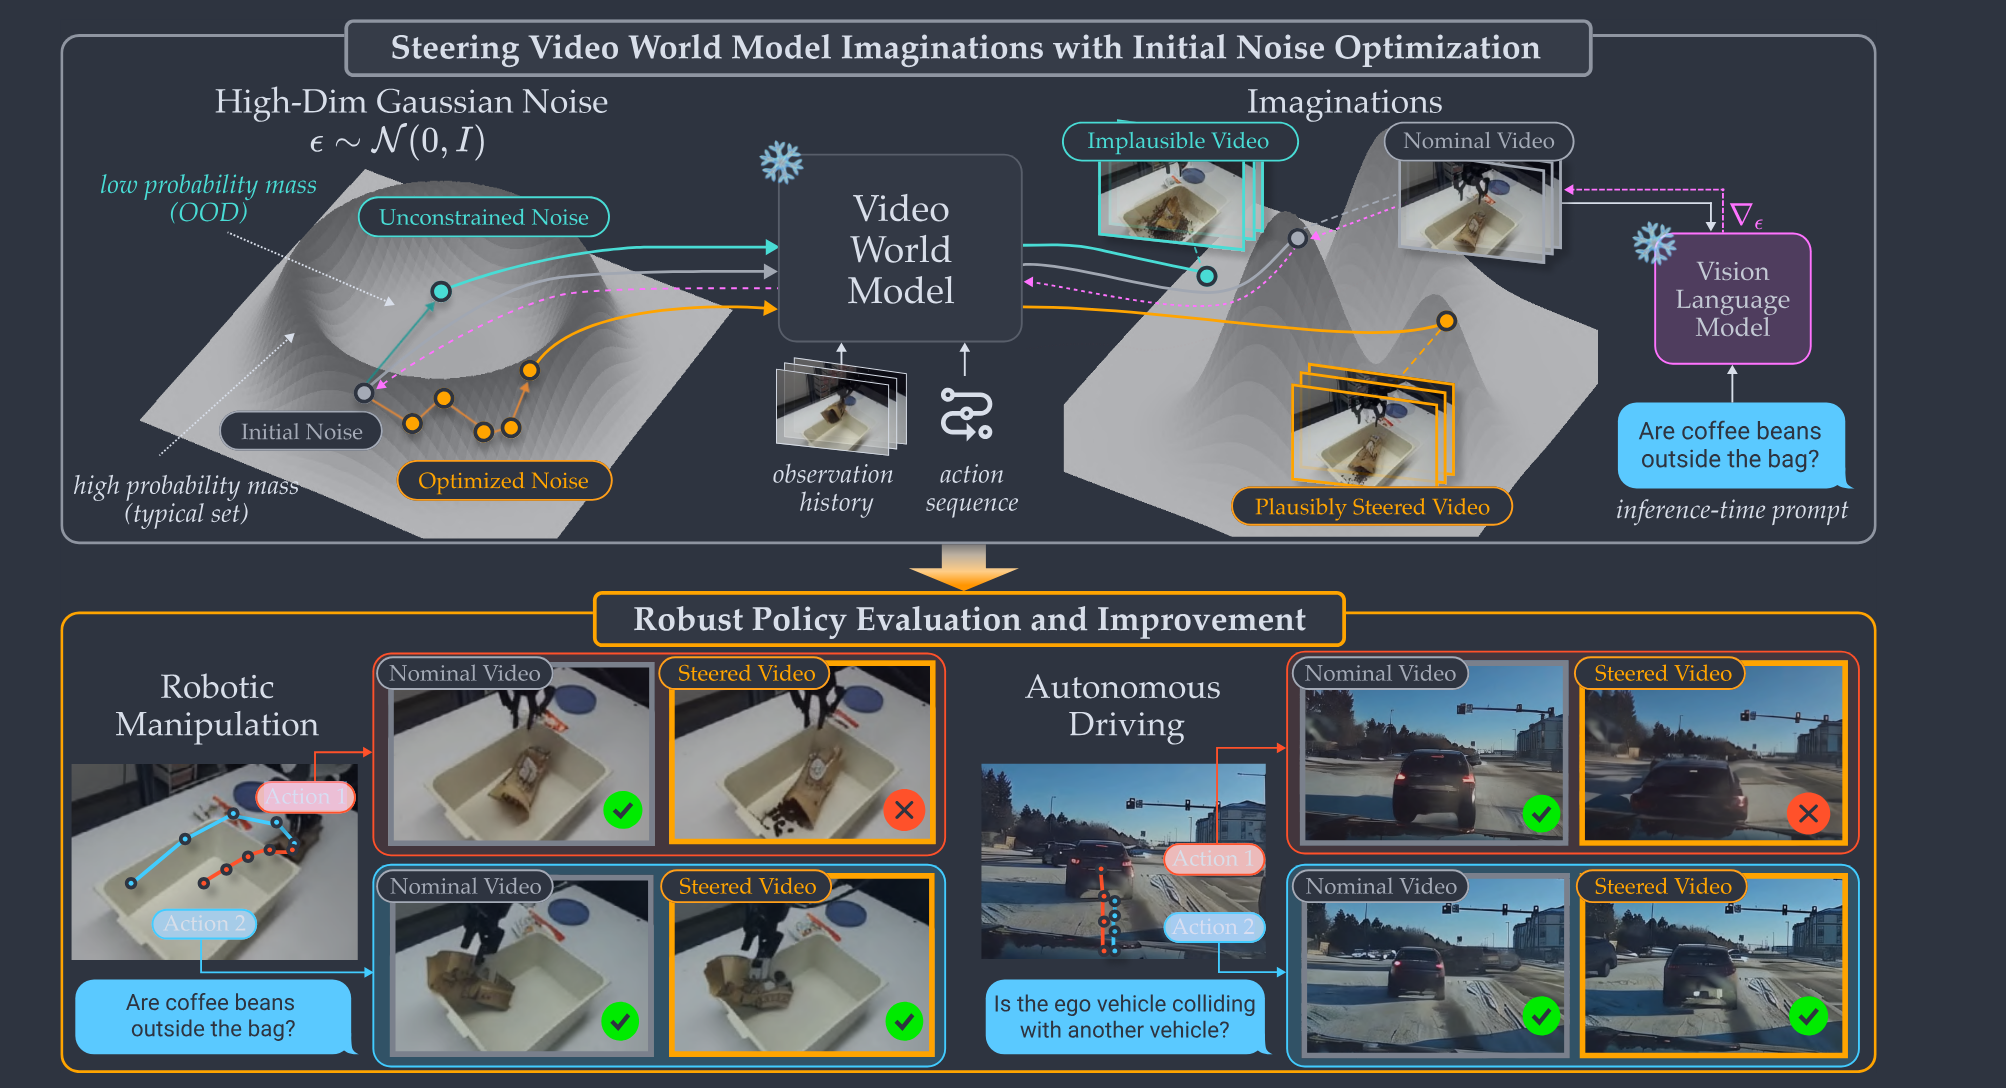 Steering Video World Model Imaginations with Initial Noise Optimization
High-Dim Gaussian Noise
ϵ ∼ 𝒩(0, I)
low probability mass
(OOD)
Unconstrained Noise
Initial Noise
Optimized Noise
high probability mass
(typical set)
Video
World
Model
observation
history
action
sequence
Imaginations
Implausible Video
Nominal Video
Plausibly Steered Video
∇ϵ
Vision
Language
Model
Are coffee beans
outside the bag?
inference-time prompt
Robust Policy Evaluation and Improvement
Robotic
Manipulation
Action 1
Action 2
Are coffee beans
outside the bag?
Nominal Video
Steered Video
Nominal Video
Steered Video
Autonomous
Driving
Action 1
Action 2
Is the ego vehicle colliding
with another vehicle?
Nominal Video
Steered Video
Nominal Video
Steered Video